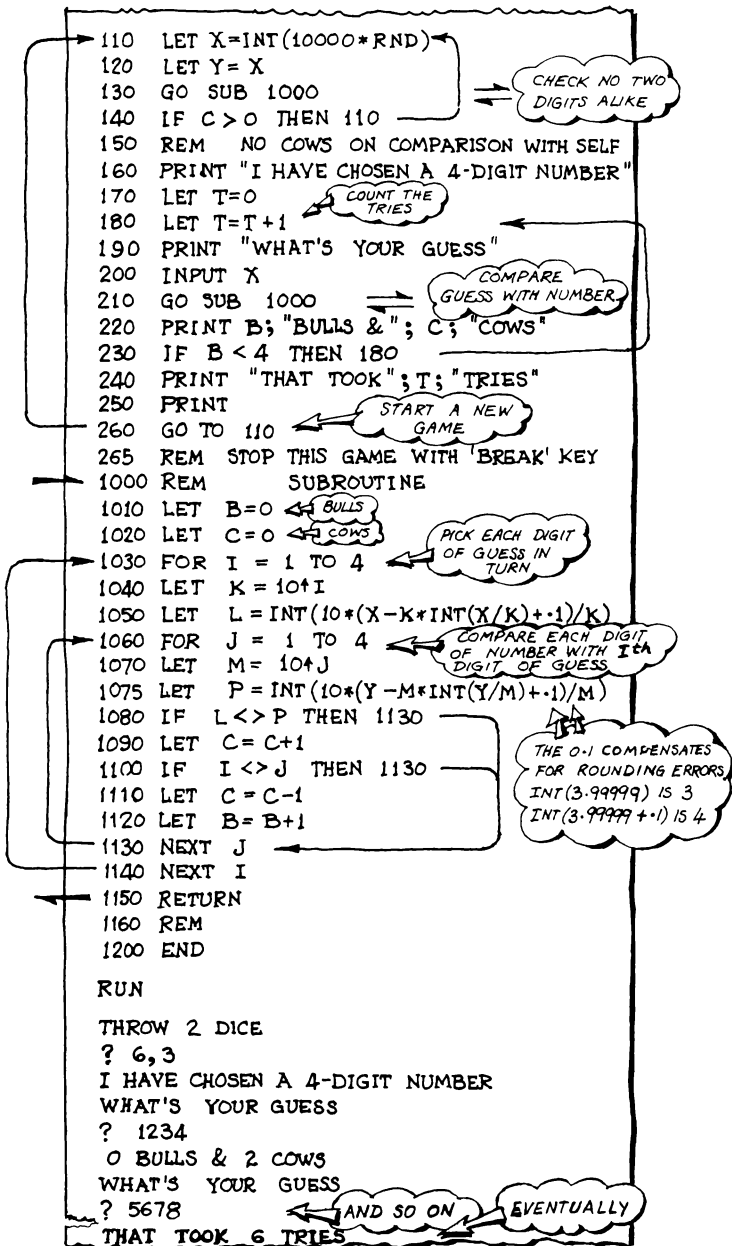 110 LET X=INT(10000*RND)
120 LET Y=X
130 GO SUB 1000
CHECK NO TWO
DIGITS ALIKE
140 IF C>0 THEN 110
150 REM NO COWS ON COMPARISON WITH SELF
160 PRINT "I HAVE CHOSEN A 4-DIGIT NUMBER"
170 LET T=0
COUNT THE
TRIES
180 LET T=T+1
190 PRINT "WHAT'S YOUR GUESS"
200 INPUT X
COMPARE
GUESS WITH NUMBER
210 GO SUB 1000
220 PRINT B; "BULLS &"; C; "COWS"
230 IF B<4 THEN 180
240 PRINT "THAT TOOK"; T; "TRIES"
250 PRINT
START A NEW
GAME
260 GO TO 110
265 REM STOP THIS GAME WITH 'BREAK' KEY
1000 REM SUBROUTINE
1010 LET B=0
BULLS
1020 LET C=0
COWS
PICK EACH DIGIT
OF GUESS IN
TURN
1030 FOR I = 1 TO 4
1040 LET K = 10↑I
1050 LET L = INT(10*(X-K*INT(X/K)+·1)/K)
1060 FOR J = 1 TO 4
COMPARE EACH DIGIT
OF NUMBER WITH Ith
DIGIT OF GUESS
1070 LET M = 10↑J
1075 LET P = INT(10*(Y-M*INT(Y/M)+·1)/M)
1080 IF L<>P THEN 1130
1090 LET C = C+1
THE 0·1 COMPENSATES
FOR ROUNDING ERRORS
INT(3·99999) IS 3
INT(3·99999+·1) IS 4
1100 IF I<>J THEN 1130
1110 LET C = C-1
1120 LET B = B+1
1130 NEXT J
1140 NEXT I
1150 RETURN
1160 REM
1200 END
RUN
THROW 2 DICE
? 6,3
I HAVE CHOSEN A 4-DIGIT NUMBER
WHAT'S YOUR GUESS
? 1234
0 BULLS & 2 COWS
WHAT'S YOUR GUESS
? 5678
AND SO ON
EVENTUALLY
THAT TOOK 6 TRIES